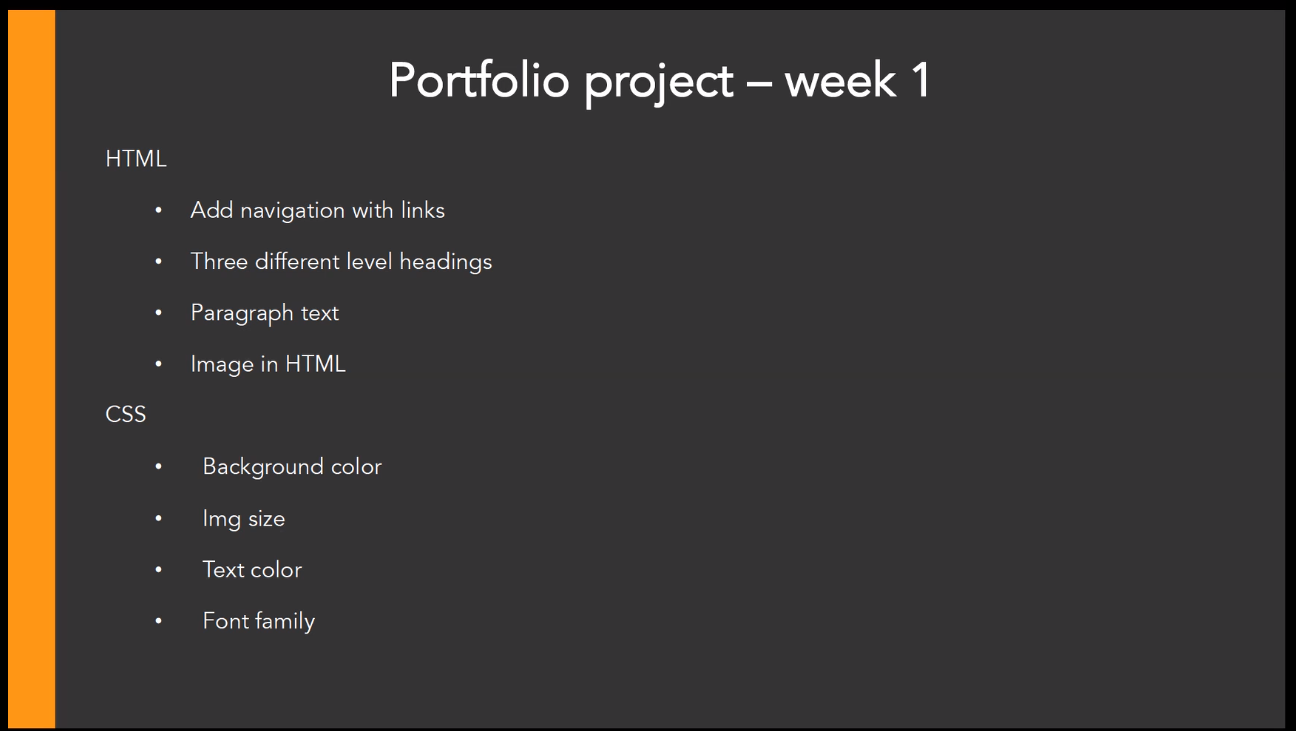 Portfolio project – week 1
HTML
• Add navigation with links
• Three different level headings
• Paragraph text
• Image in HTML
CSS
• Background color
• Img size
• Text color
• Font family